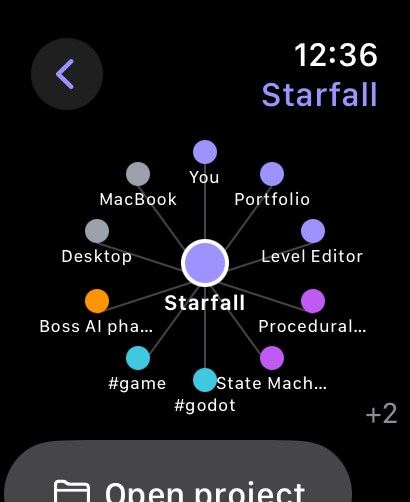 12:36
Starfall
You
MacBook
Portfolio
Desktop
Level Editor
Starfall
Boss AI pha...
Procedural...
#game
State Mach...
#godot
+2
Open project